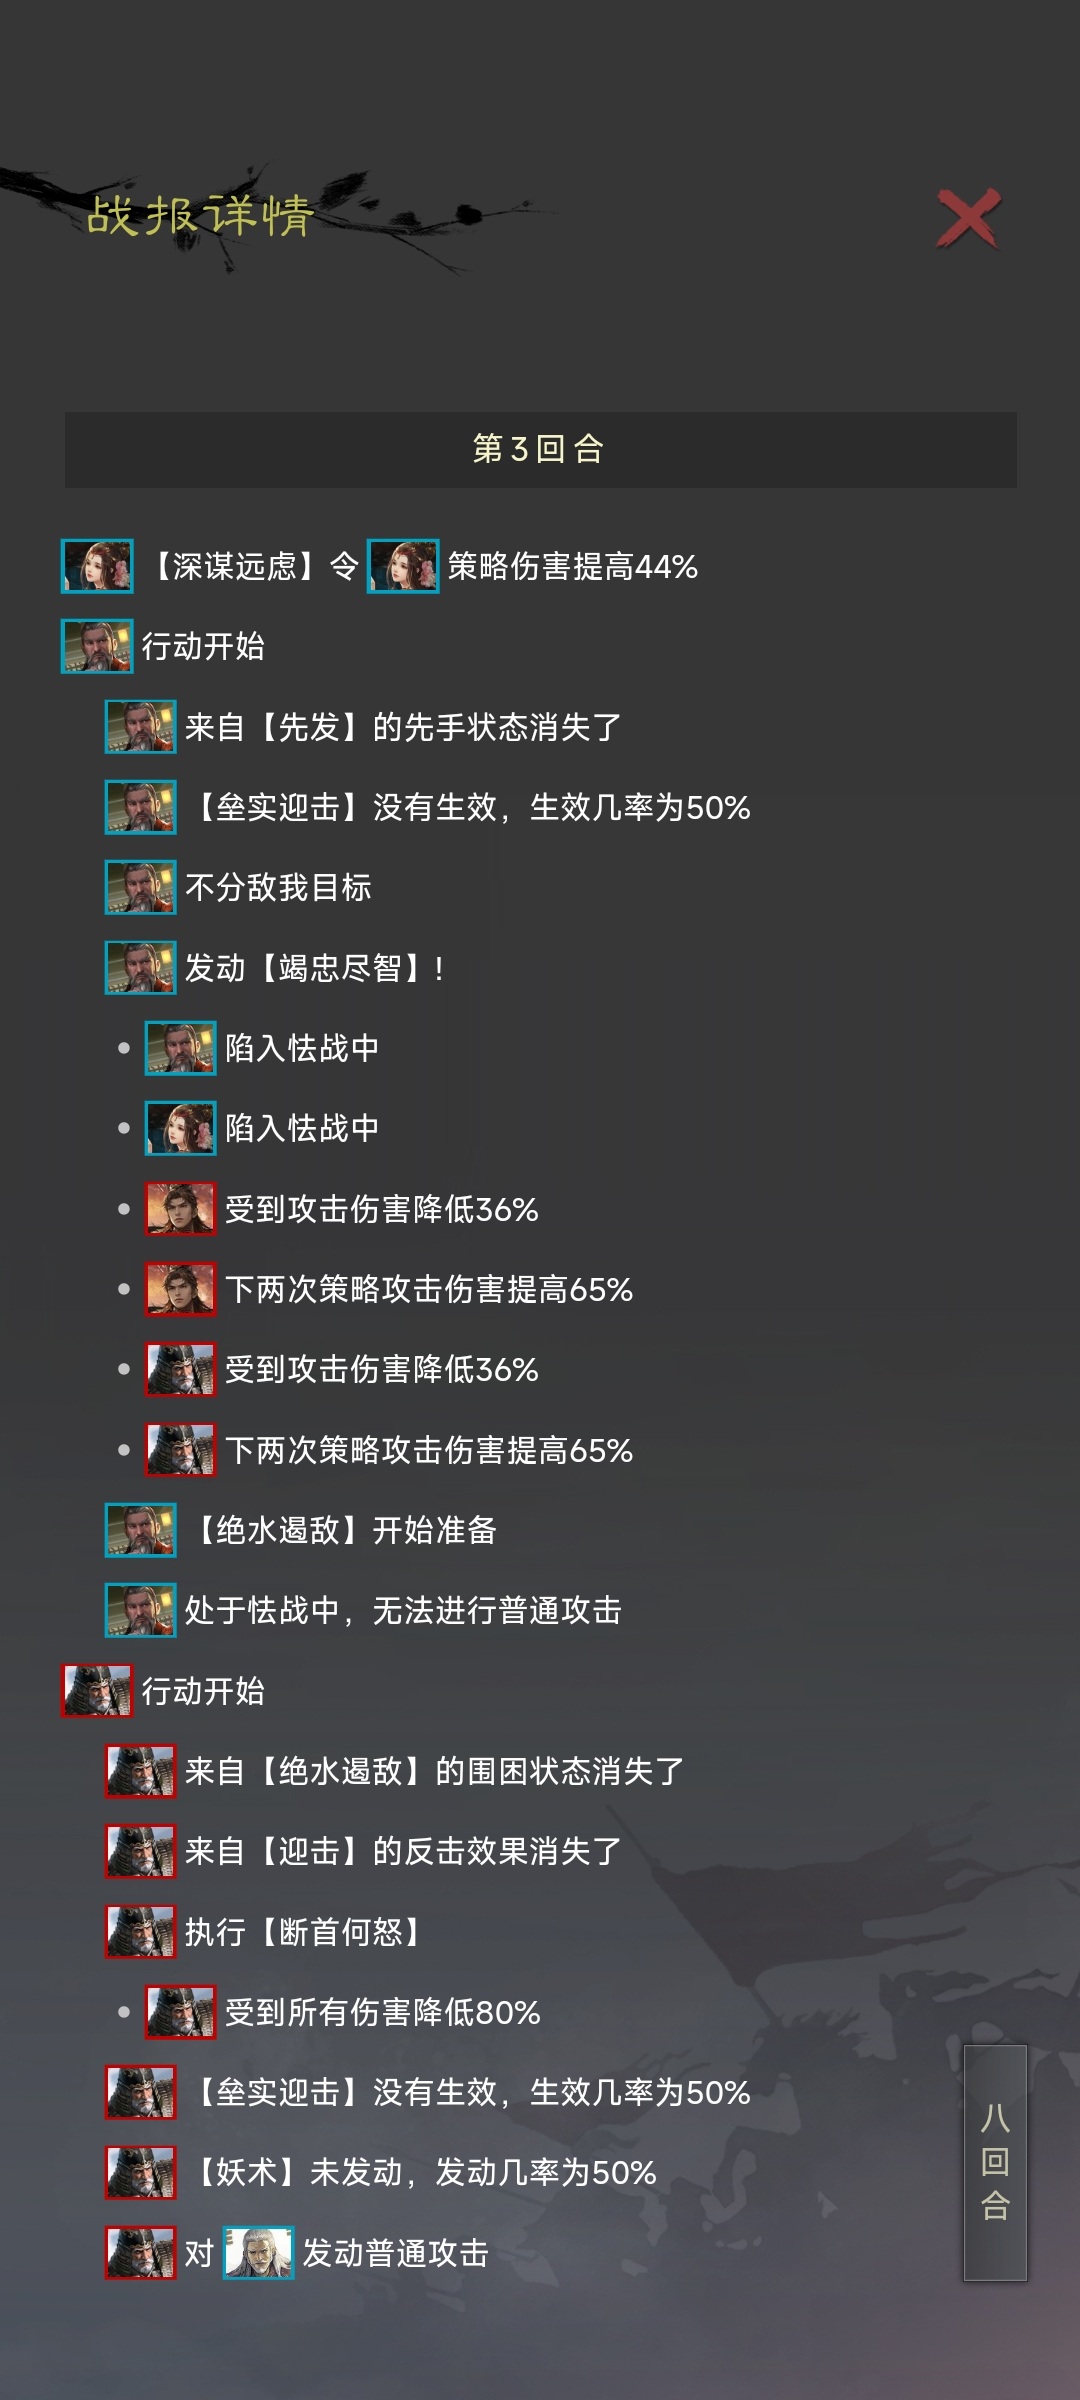 战报详情
第3回合
【深谋远虑】令 策略伤害提高44%
行动开始
来自【先发】的先手状态消失了
【垒实迎击】没有生效，生效几率为50%
不分敌我目标
发动【竭忠尽智】!
陷入怯战中
陷入怯战中
受到攻击伤害降低36%
下两次策略攻击伤害提高65%
受到攻击伤害降低36%
下两次策略攻击伤害提高65%
【绝水遏敌】开始准备
处于怯战中，无法进行普通攻击
行动开始
来自【绝水遏敌】的围困状态消失了
来自【迎击】的反击效果消失了
执行【断首何怒】
受到所有伤害降低80%
【垒实迎击】没有生效，生效几率为50%
【妖术】未发动，发动几率为50%
对 发动普通攻击
八回合